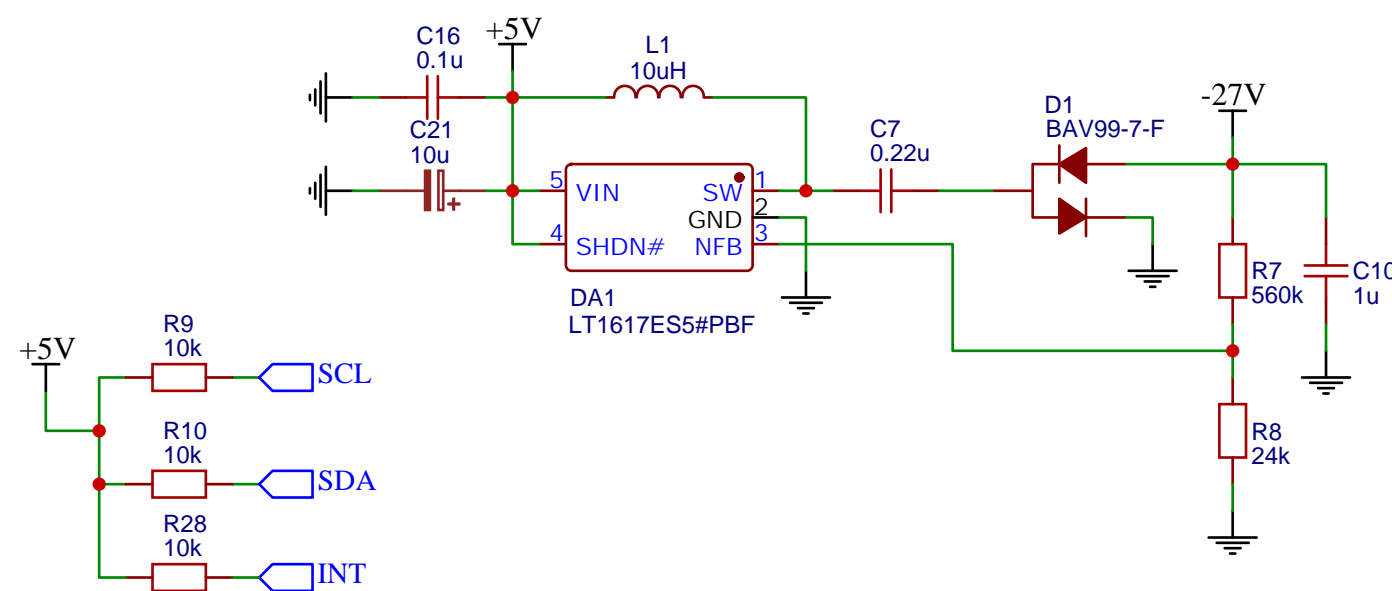 +5V
C16
0.1u
L1
10uH
C21
10u
C7
0.22u
D1
BAV99-7-F
-27V
5
VIN
SW
1
GND
2
4
SHDN#
NFB
3
DA1
LT1617ES5#PBF
R7
560k
C10
1u
R8
24k
+5V
R9
10k
SCL
R10
10k
SDA
R28
10k
INT